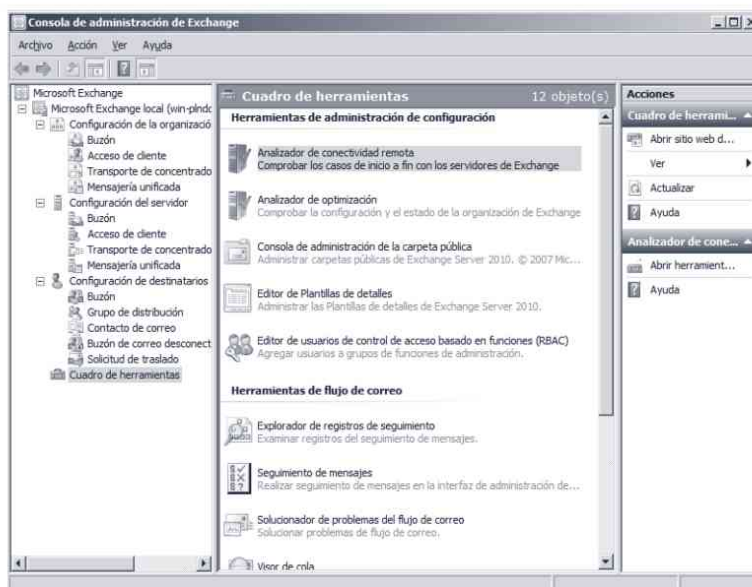 Consola de administración de Exchange
Archivo Acción Ver Ayuda
Microsoft Exchange
Microsoft Exchange local (win-plndc
Configuración de la organizació
Buzón
Acceso de cliente
Transporte de concentrado
Mensajería unificada
Configuración del servidor
Buzón
Acceso de cliente
Transporte de concentrado
Mensajería unificada
Configuración de destinatarios
Buzón
Grupo de distribución
Contacto de correo
Buzón de correo desconect
Solicitud de traslado
Cuadro de herramientas
Cuadro de herramientas 12 objeto(s)
Herramientas de administración de configuración
Analizador de conectividad remota
Comprobar los casos de inicio a fin con los servidores de Exchange
Analizador de optimización
Comprobar la configuración y el estado de la organización de Exchange
Consola de administración de la carpeta pública
Administrar carpetas públicas de Exchange Server 2010. © 2007 Mic...
Editor de Plantillas de detalles
Administrar las Plantillas de detalles de Exchange Server 2010.
Editor de usuarios de control de acceso basado en funciones (RBAC)
Agregar usuarios a grupos de funciones de administración.
Herramientas de flujo de correo
Explorador de registros de seguimiento
Examinar registros del seguimiento de mensajes.
Seguimiento de mensajes
Realizar seguimiento de mensajes en la interfaz de administración de...
Solucionador de problemas del flujo de correo
Solucionar problemas de flujo de correo.
Visor de cola
Acciones
Cuadro de herrami...
Abrir sitio web d...
Ver
Actualizar
Ayuda
Analizador de cone...
Abrir herramient...
Ayuda